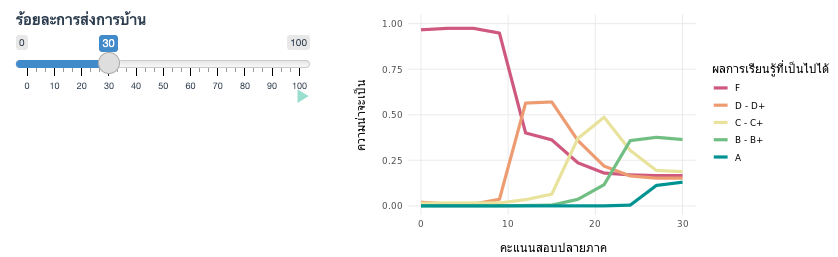 ร้อยละการส่งการบ้าน
0 30 100
0 10 20 30 40 50 60 70 80 90 100
ความน่าจะเป็น
1.00
0.75
0.50
0.25
0.00
0 10 20 30
คะแนนสอบปลายภาค
ผลการเรียนรู้ที่เป็นไปได้
F
D - D+
C - C+
B - B+
A